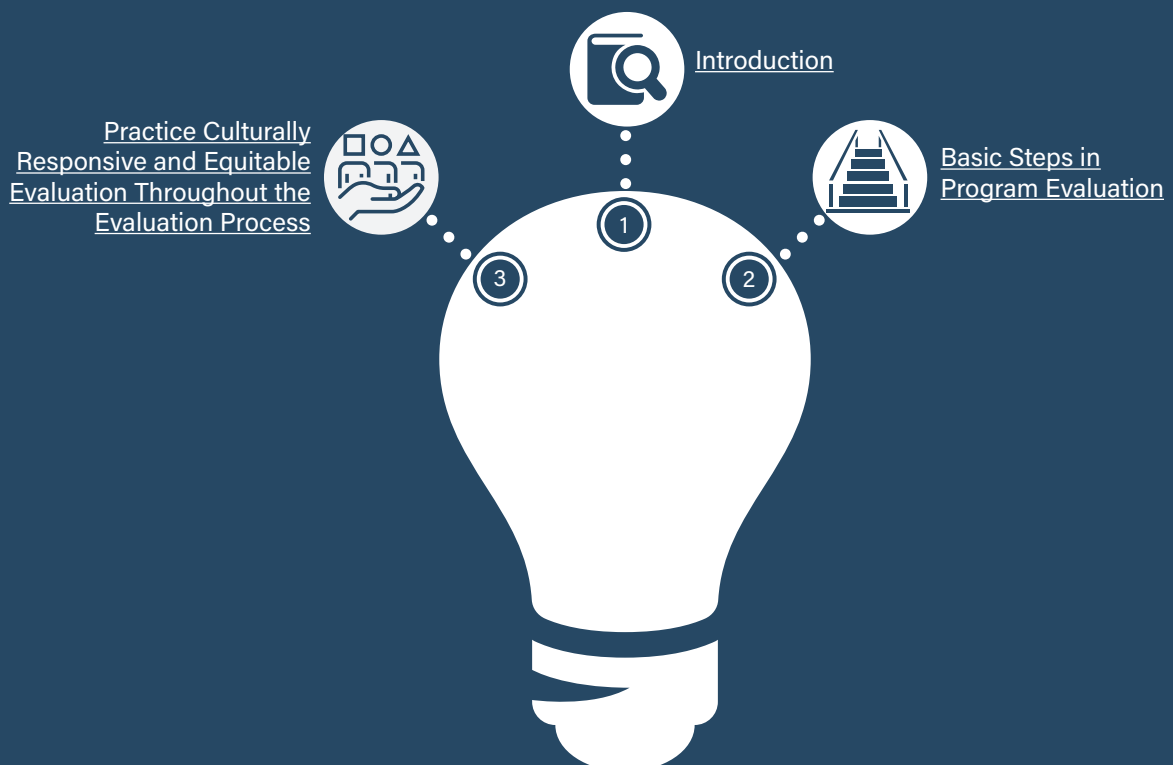 Introduction
1
Basic Steps in
Program Evaluation
2
Practice Culturally
Responsive and Equitable
Evaluation Throughout the
Evaluation Process
3